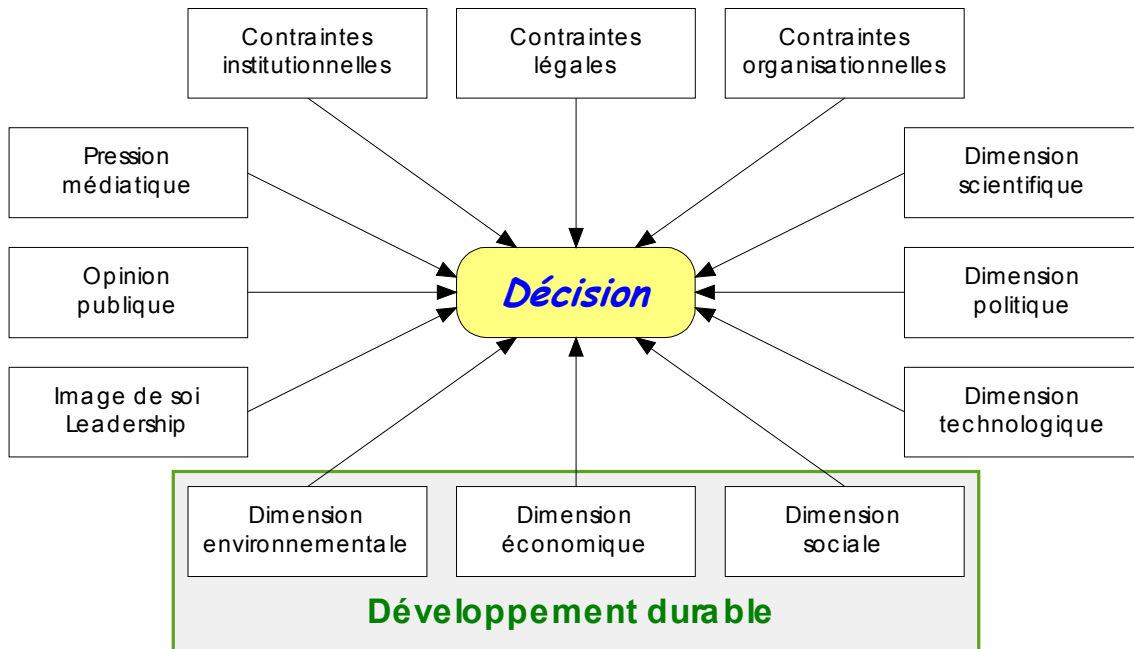 Contraintes
institutionnelles
Contraintes
légales
Contraintes
organisationnelles
Pression
médiatique
Dimension
scientifique
Opinion
publique
Décision
Dimension
politique
Image de soi
Leadership
Dimension
technologique
Dimension
environnementale
Dimension
économique
Dimension
sociale
Développement durable